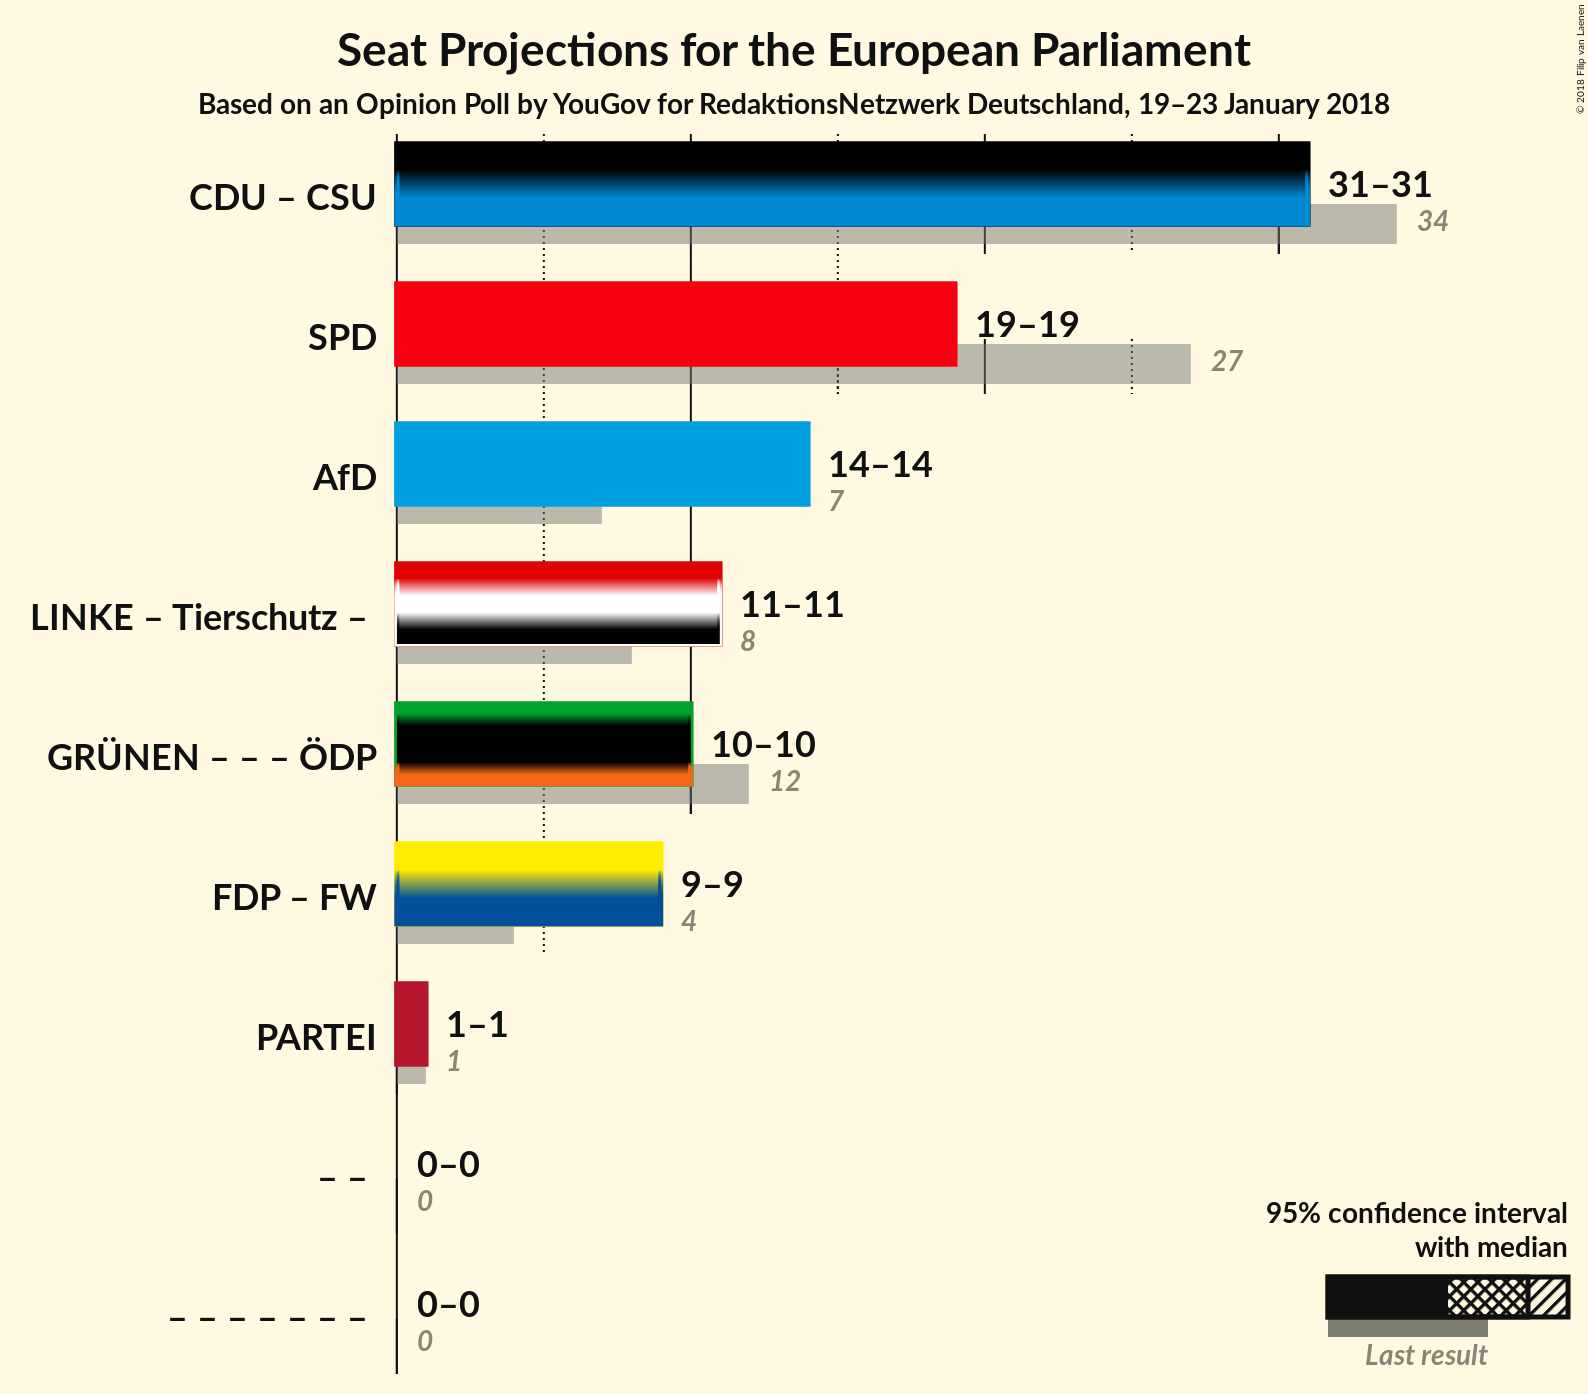 Seat Projections for the European Parliament
Based on an Opinion Poll by YouGov for RedaktionsNetzwerk Deutschland, 19–23 January 2018
© 2018 Filip van Laenen
CDU – CSU
31–31
34
SPD
19–19
27
AfD
14–14
7
LINKE – Tierschutz –
11–11
8
GRÜNEN – – – ÖDP
10–10
12
FDP – FW
9–9
4
PARTEI
1–1
1
– –
0–0
0
– – – – – – –
0–0
0
95% confidence interval
with median
Last result